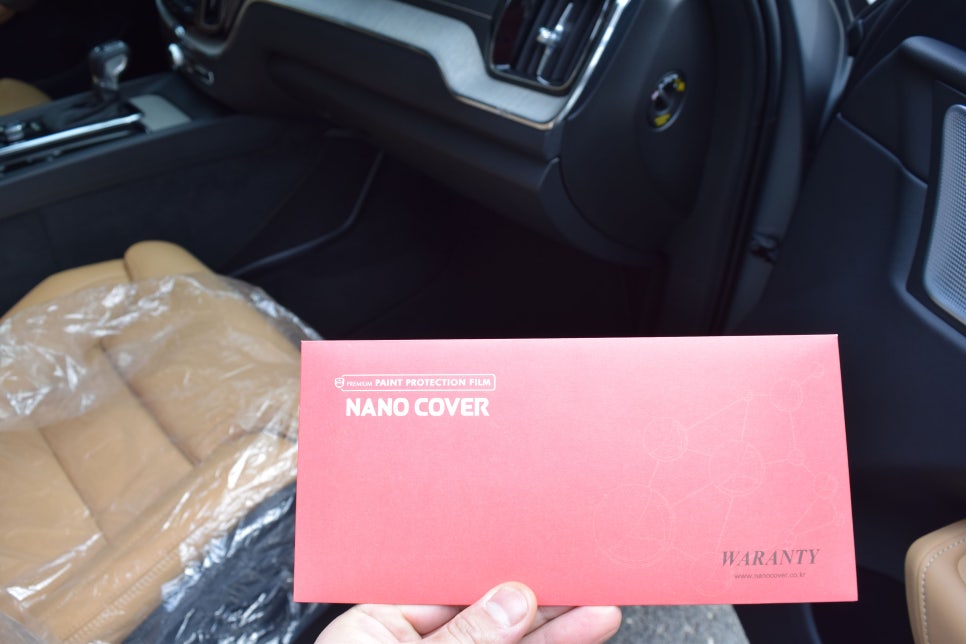 PREMIUM PAINT PROTECTION FILM
NANO COVER
WARANTY
www.nanocover.co.kr